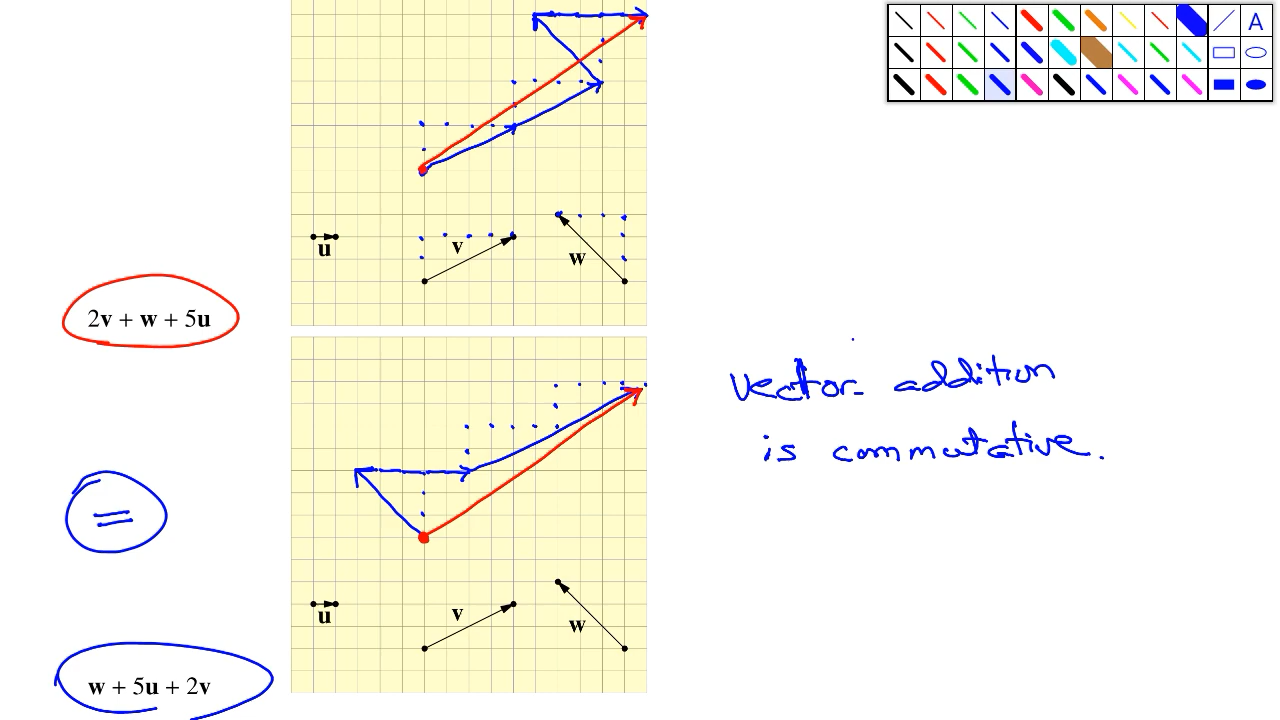 A
u
v
w
2v + w + 5u
vector addition
is commutative.
=
u
v
w
w + 5u + 2v